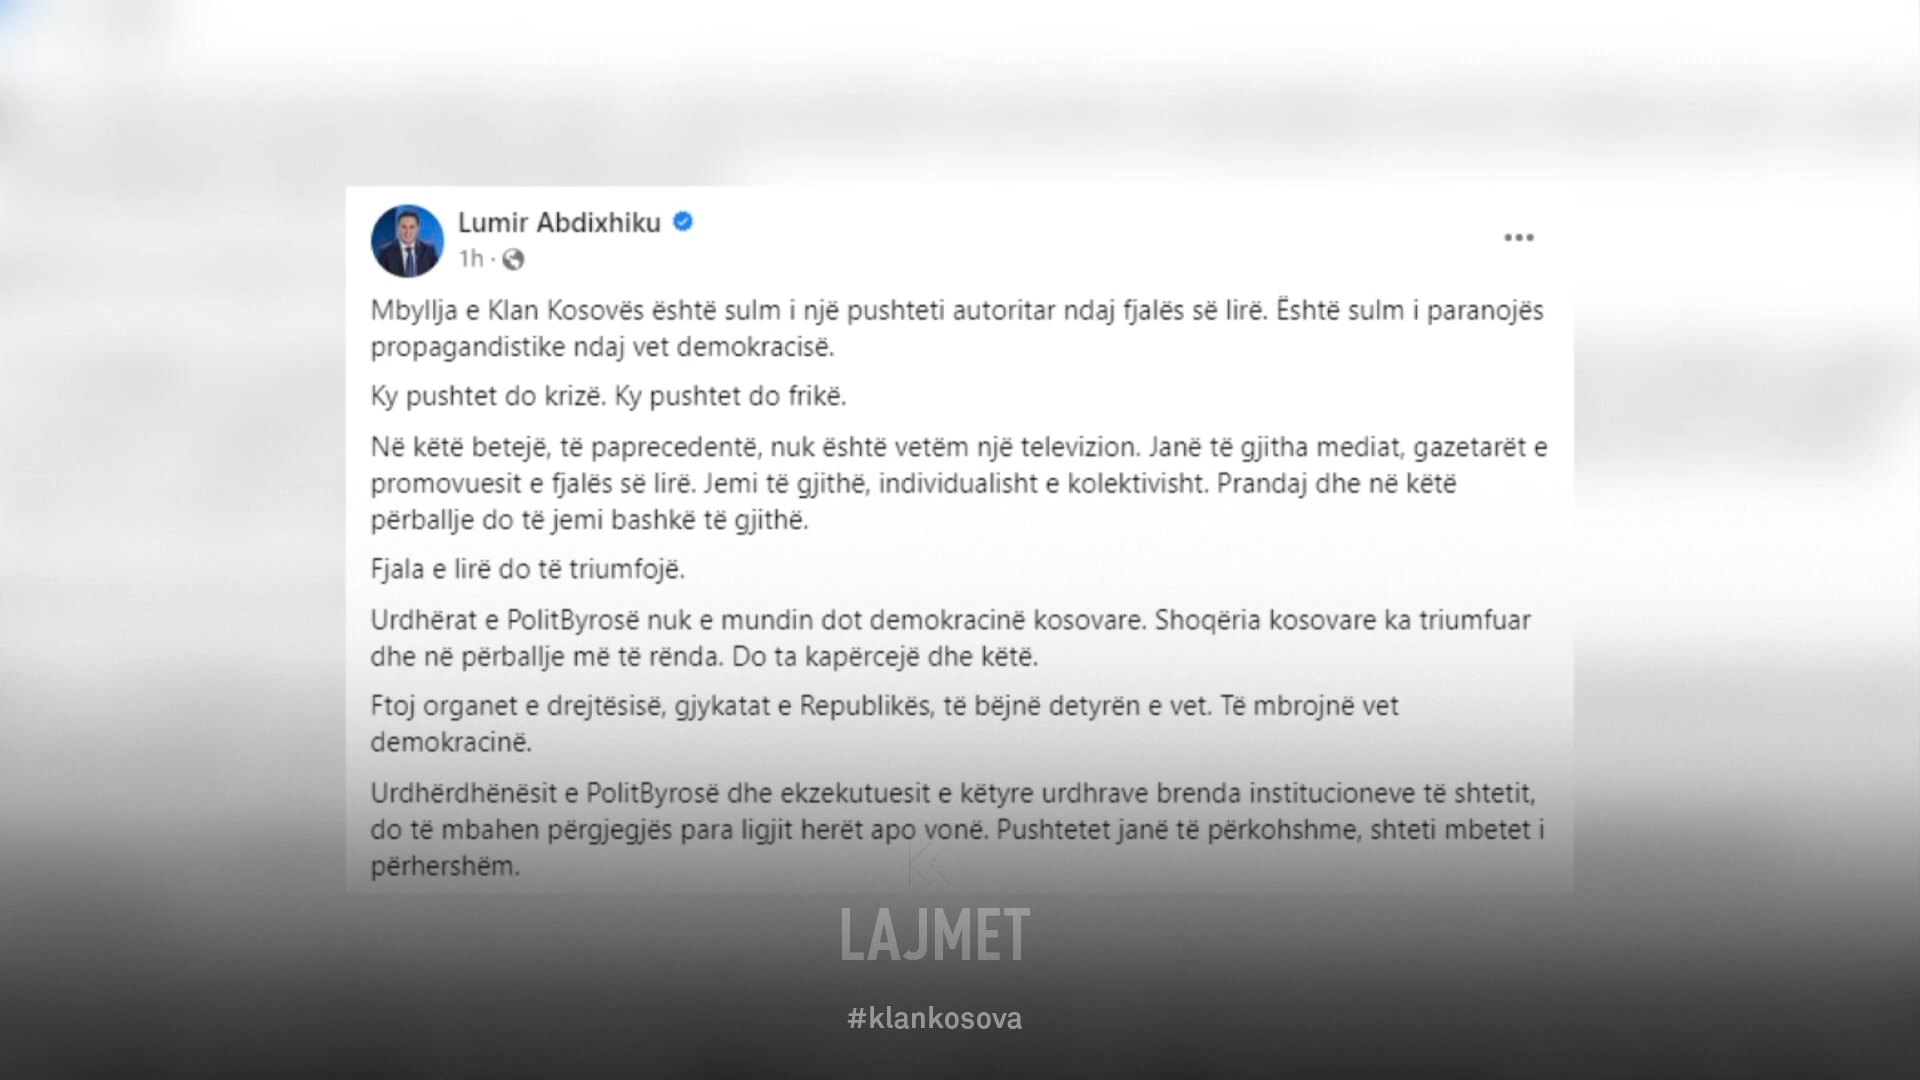 Lumir Abdixhiku
1h ·
Mbyllja e Klan Kosovës është sulm i një pushteti autoritar ndaj fjalës së lirë. Është sulm i paranojës
propagandistike ndaj vet demokracisë.
Ky pushtet do krizë. Ky pushtet do frikë.
Në këtë betejë, të paprecedentë, nuk është vetëm një televizion. Janë të gjitha mediat, gazetarët e
promovuesit e fjalës së lirë. Jemi të gjithë, individualisht e kolektivisht. Prandaj dhe në këtë
përballje do të jemi bashkë të gjithë.
Fjala e lirë do të triumfojë.
Urdhërat e PolitByrosë nuk e mundin dot demokracinë kosovare. Shoqëria kosovare ka triumfuar
dhe në përballje më të rënda. Do ta kapërcejë dhe këtë.
Ftoj organet e drejtësisë, gjykatat e Republikës, të bëjnë detyrën e vet. Të mbrojnë vet
demokracinë.
Urdhërdhënësit e PolitByrosë dhe ekzekutuesit e këtyre urdhrave brenda institucioneve të shtetit,
do të mbahen përgjegjës para ligjit herët apo vonë. Pushtetet janë të përkohshme, shteti mbetet i
përhershëm.
LAJMET
#klankosova